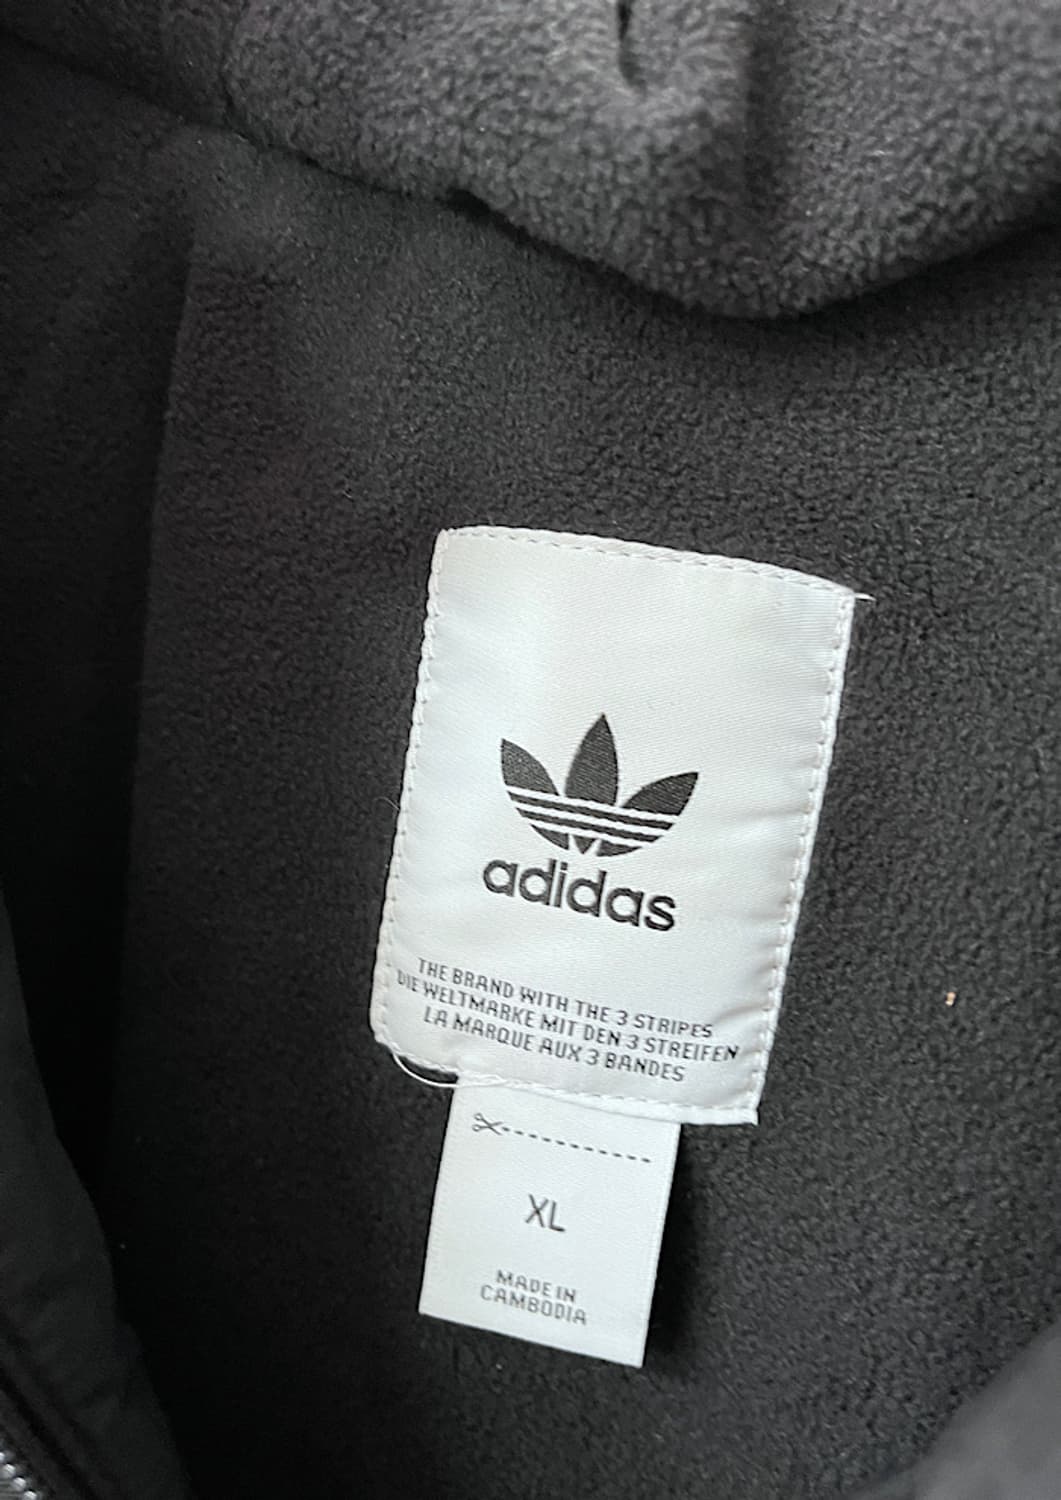 adidas
THE BRAND WITH THE 3 STRIPES
DIE WELTMARKE MIT DEN 3 STREIFEN
LA MARQUE AUX 3 BANDES
XL
MADE IN
CAMBODIA